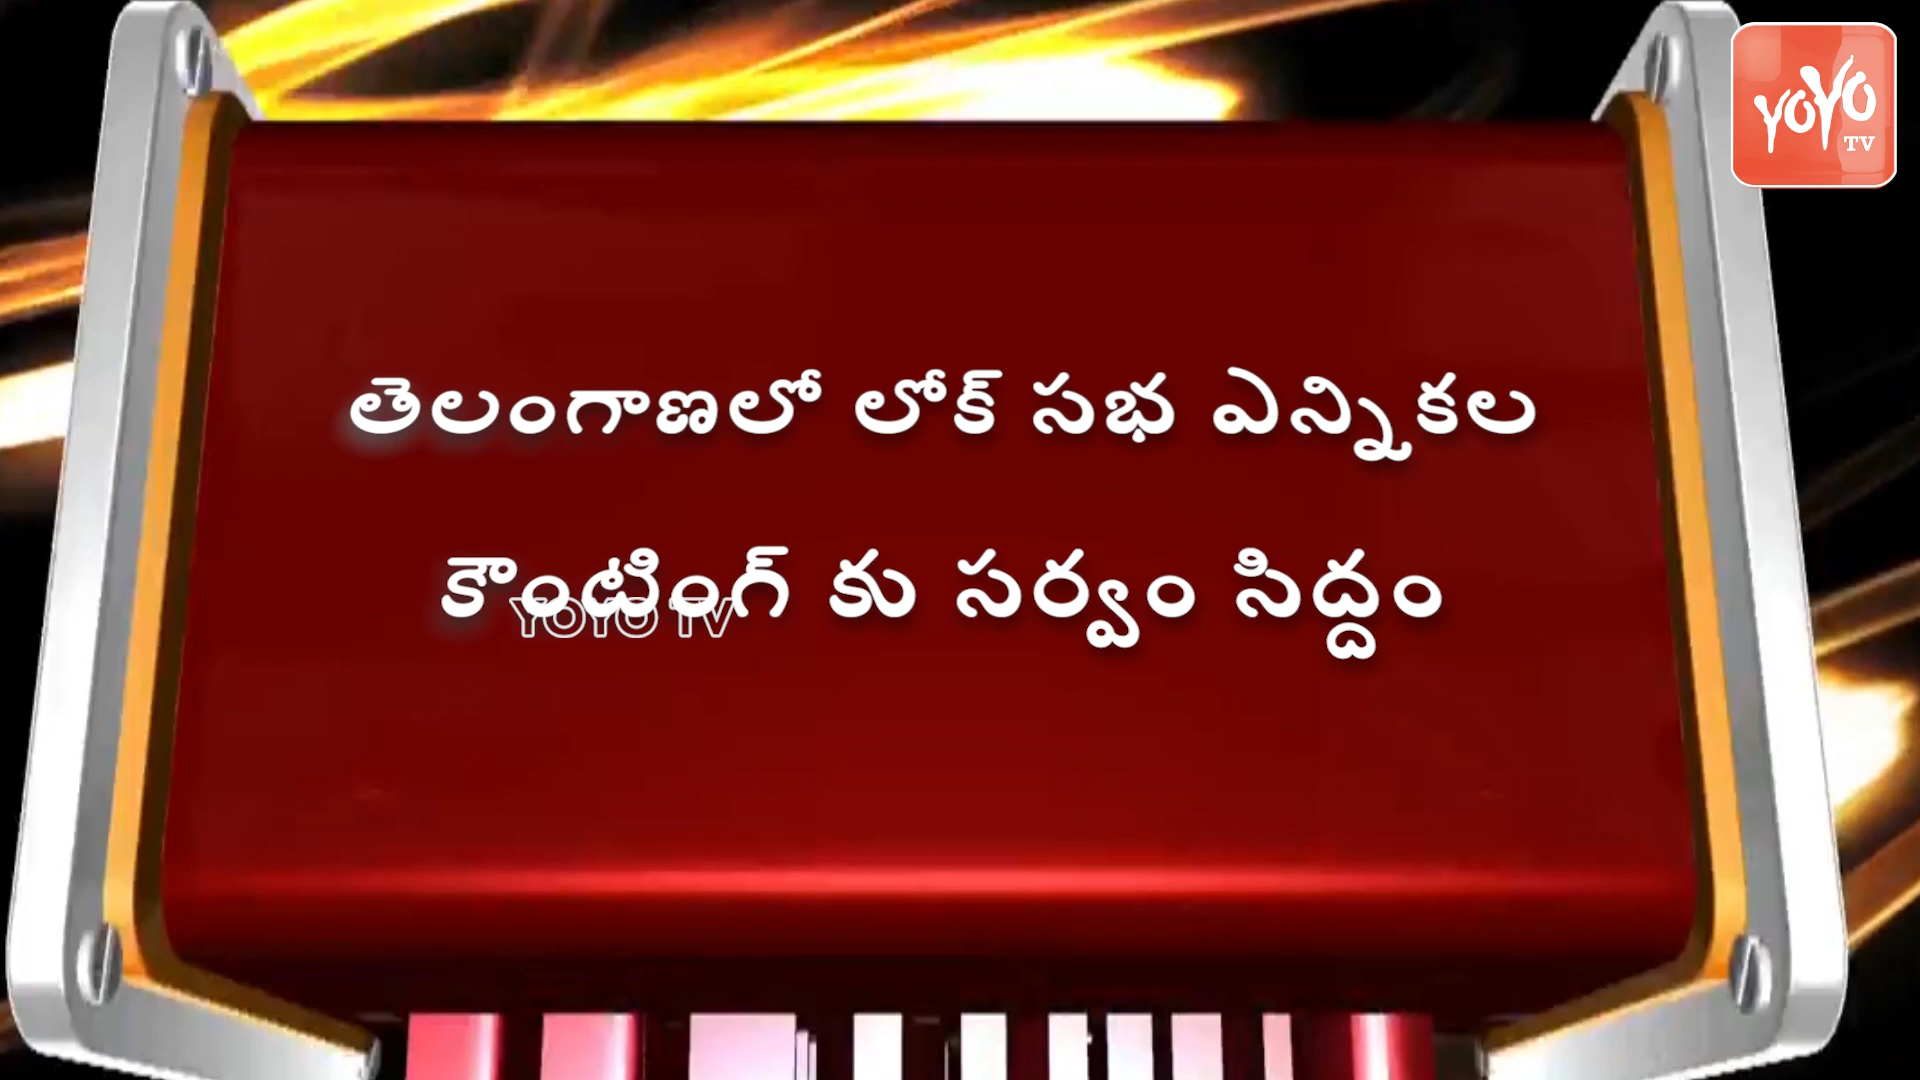 YOYO
TV
తెలంగాణలో లోక్ సభ ఎన్నికల
కౌంటింగ్ కు సర్వం సిద్ధం
YOYO TV